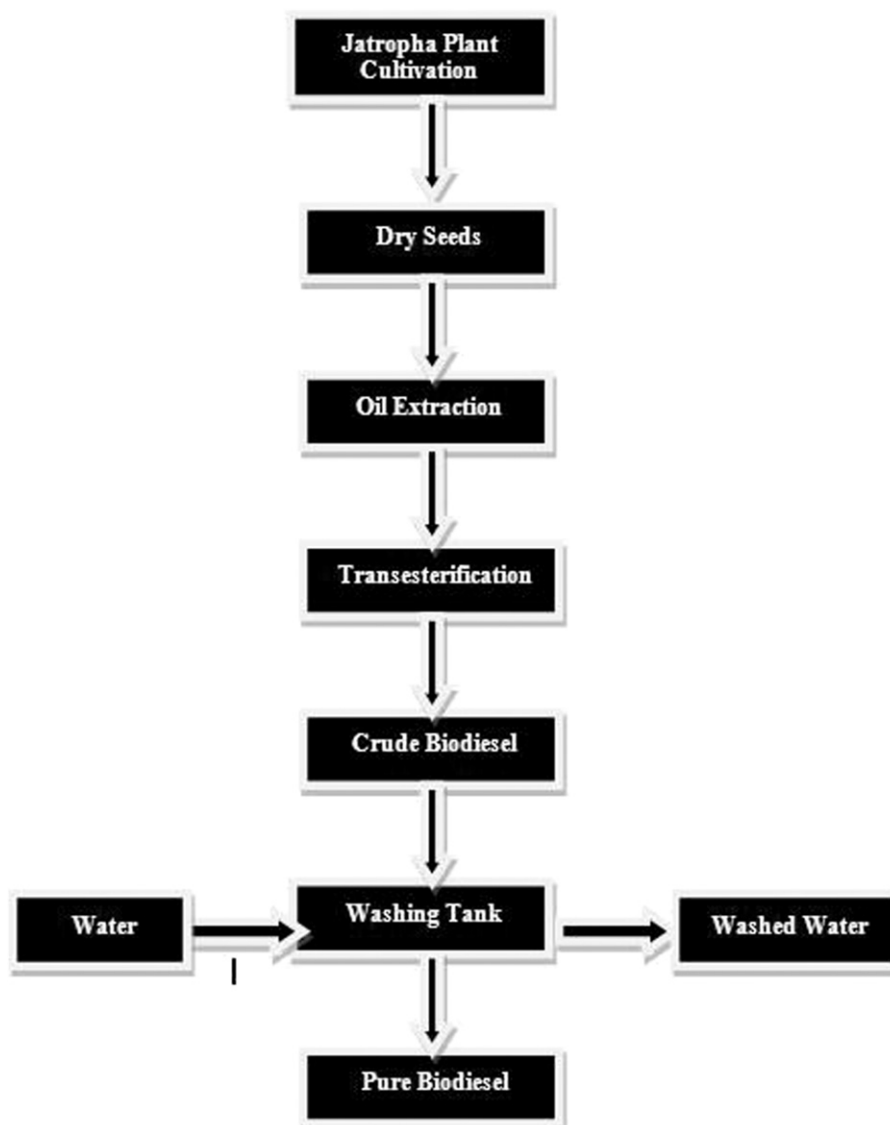 Jatropha Plant
Cultivation
Dry Seeds
Oil Extraction
Transesterification
Crude Biodiesel
Water
Washing Tank
Washed Water
Pure Biodiesel